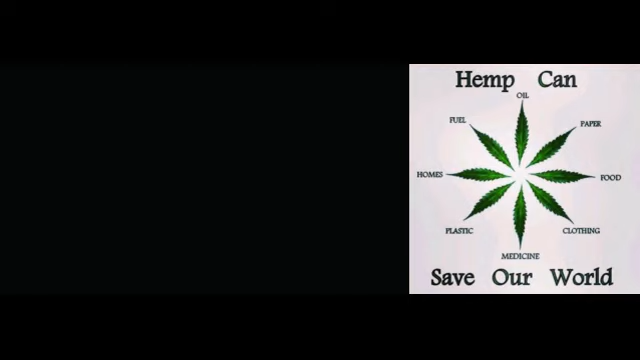 Hemp Can
OIL
FUEL
PAPER
HOMES
FOOD
PLASTIC
CLOTHING
MEDICINE
Save Our World